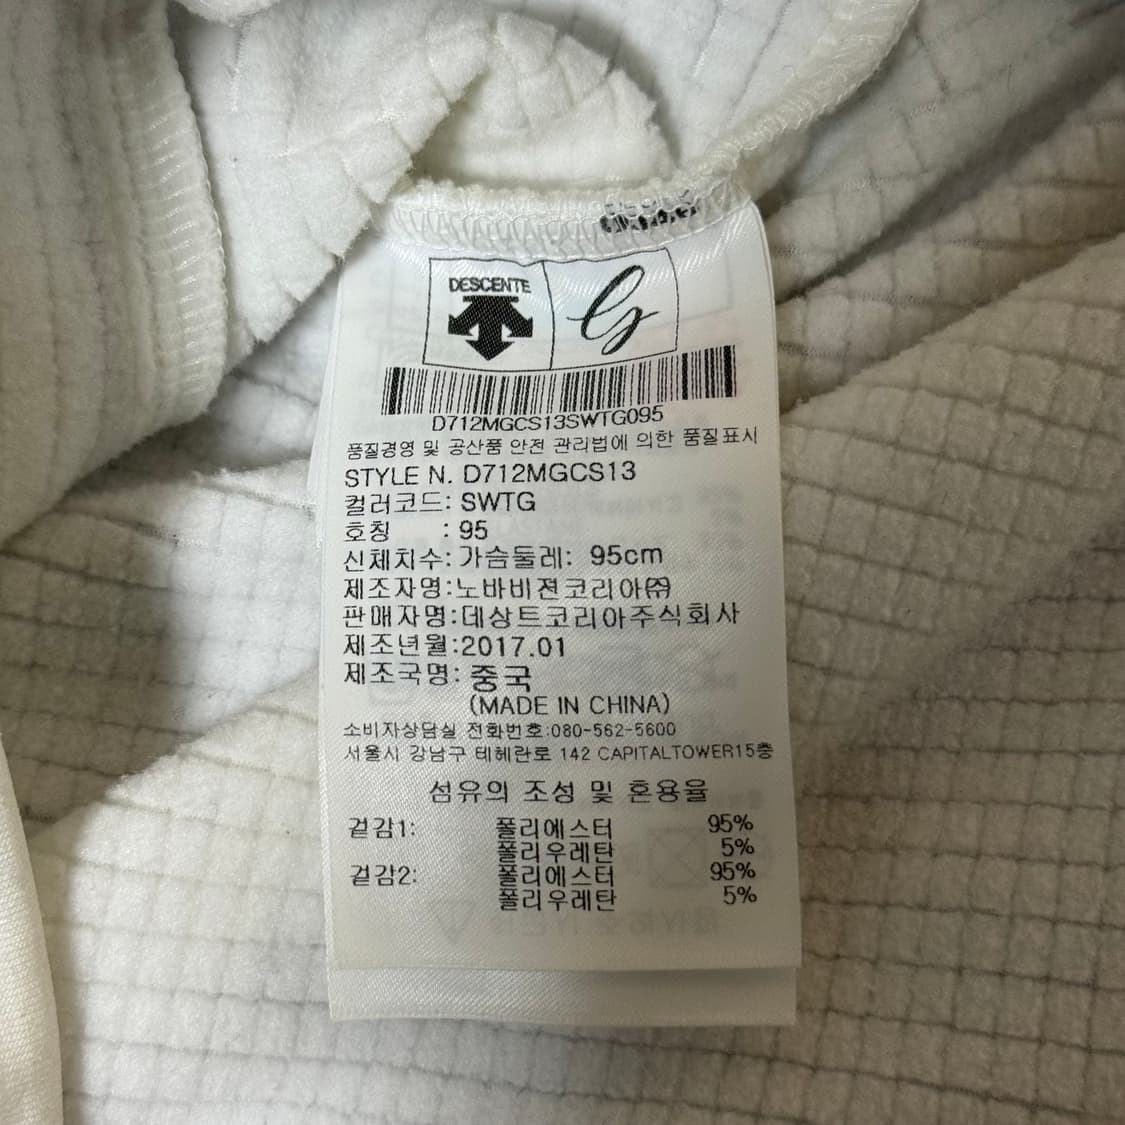 DESCENTE
D712MGCS13SWTG095
품질경영 및 공산품 안전 관리법에 의한 품질표시
STYLE N. D712MGCS13
컬러코드: SWTG
호칭 : 95
신체치수: 가슴둘레: 95cm
제조자명:노바비젼코리아㈜
판매자명:데상트코리아주식회사
제조년월:2017.01
제조국명: 중국
(MADE IN CHINA)
소비자상담실 전화번호:080-562-5600
서울시 강남구 테헤란로 142 CAPITALTOWER15층
섬유의 조성 및 혼용율
겉감1: 폴리에스터 95%
폴리우레탄 5%
겉감2: 폴리에스터 95%
폴리우레탄 5%